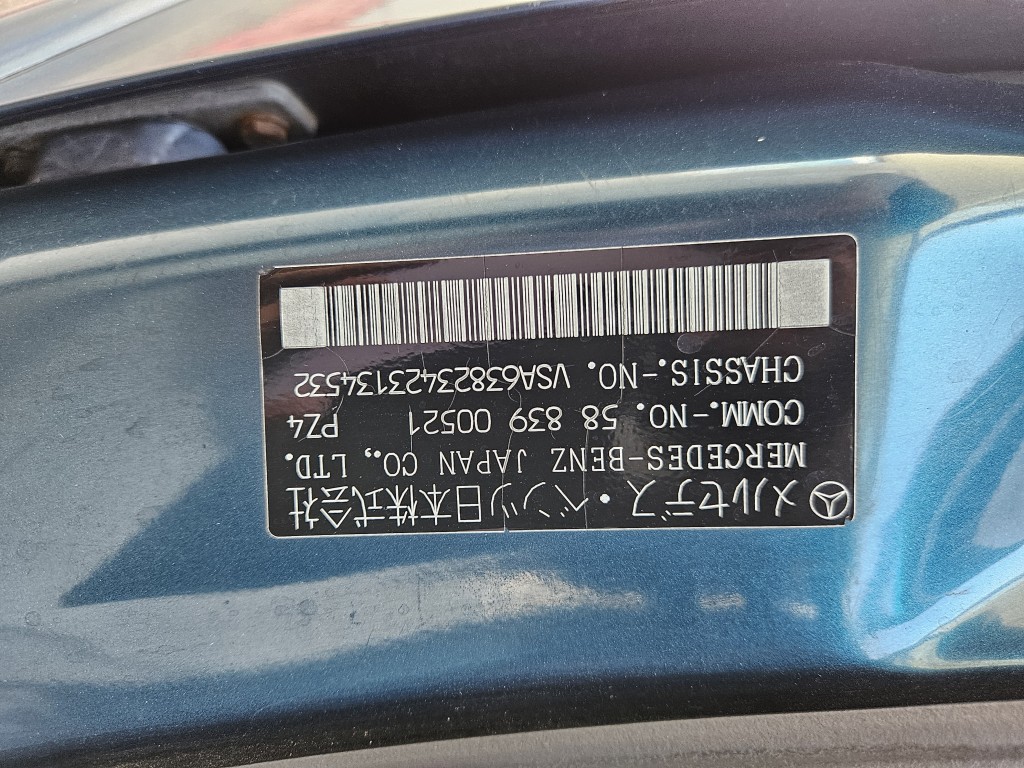 メルセデス・ベンツ日本株式会社
MERCEDES-BENZ JAPAN CO., LTD.
COMM.-NO. 58 839 00521 PZ4
CHASSIS.-NO. VSA63823423134532